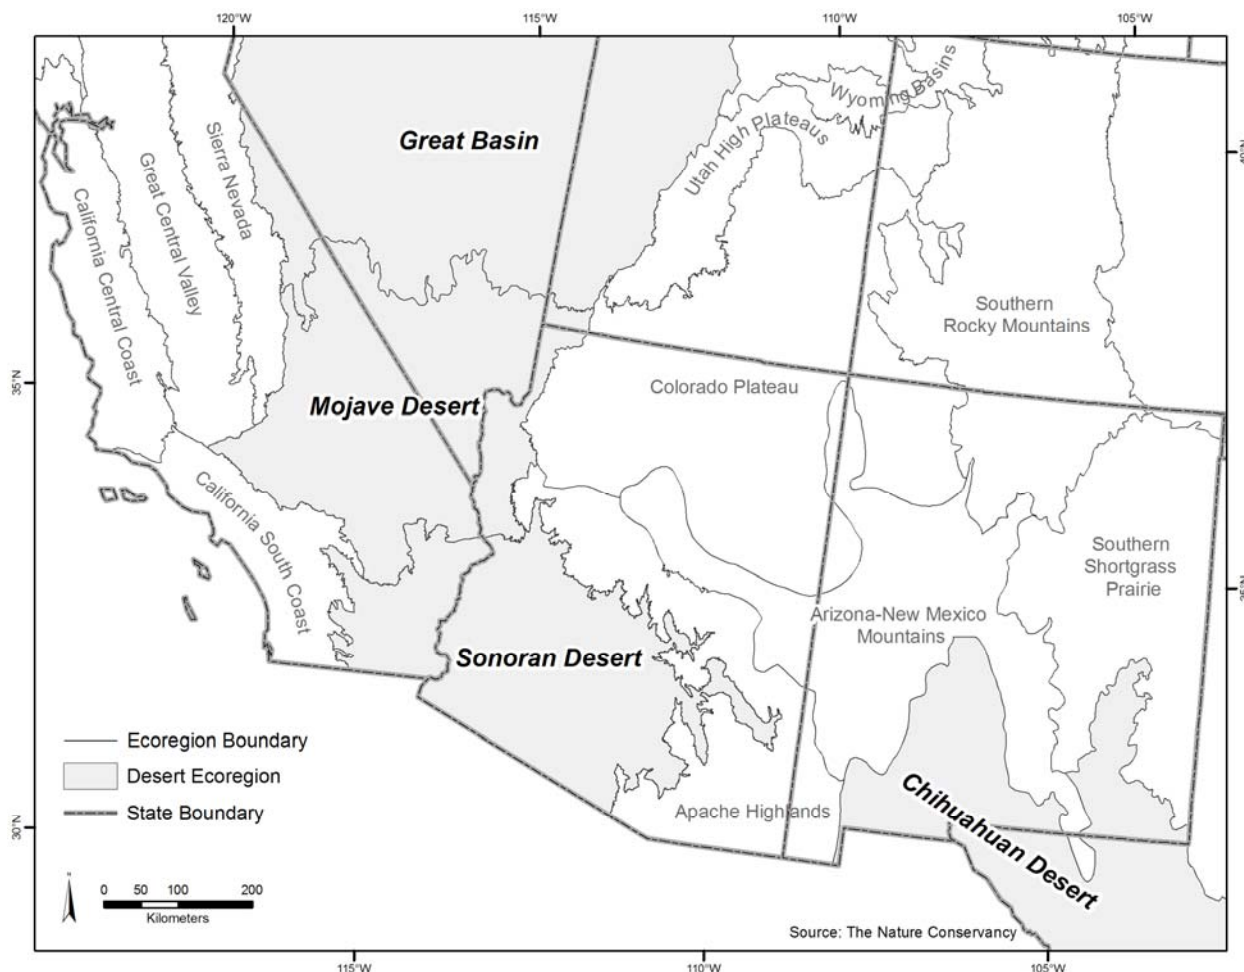 120°W
115°W
110°W
105°W
Wyoming Basins
Great Basin
Sierra Nevada
Utah High Plateaus
40°N
Great Central Valley
California Central Coast
Southern
Rocky Mountains
35°N
Colorado Plateau
Mojave Desert
California South Coast
Southern
Shortgrass
Prairie
35°N
Arizona-New Mexico
Mountains
Sonoran Desert
Ecoregion Boundary
Desert Ecoregion
State Boundary
Apache Highlands
Chihuahuan Desert
30°N
N
0 50 100 200
Kilometers
Source: The Nature Conservancy
115°W
110°W
105°W